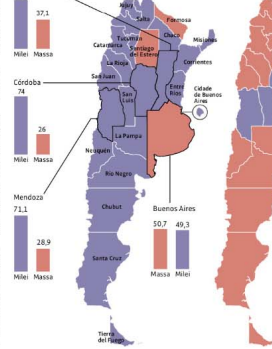 37,1
Milei Massa
Córdoba
74
26
Milei Massa
Mendoza
71,1
28,9
Milei Massa
Jujuy
Salto
Formosa
Tucumán
Chaco
Misiones
Catamarca
Santiago
del Estero
Corrientes
La Rioja
San Juan
Entre
Ríos
Cidade
de Buenos
Aires
San
Luis
La Pampa
Neuquén
Río Negro
Chubut
Buenos Aires
50,7 49,3
Massa Milei
Santa Cruz
Tierra
del Fuego